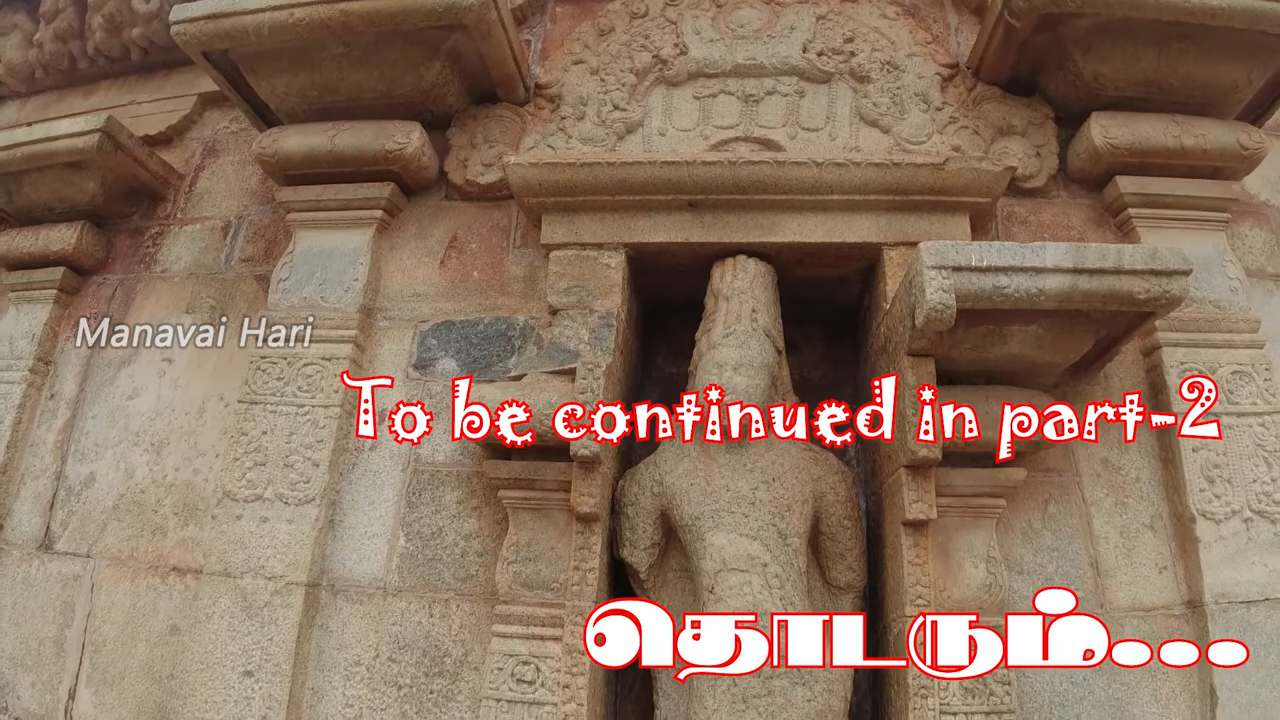 Manavai Hari
To be continued in part-2
தொடரும்...